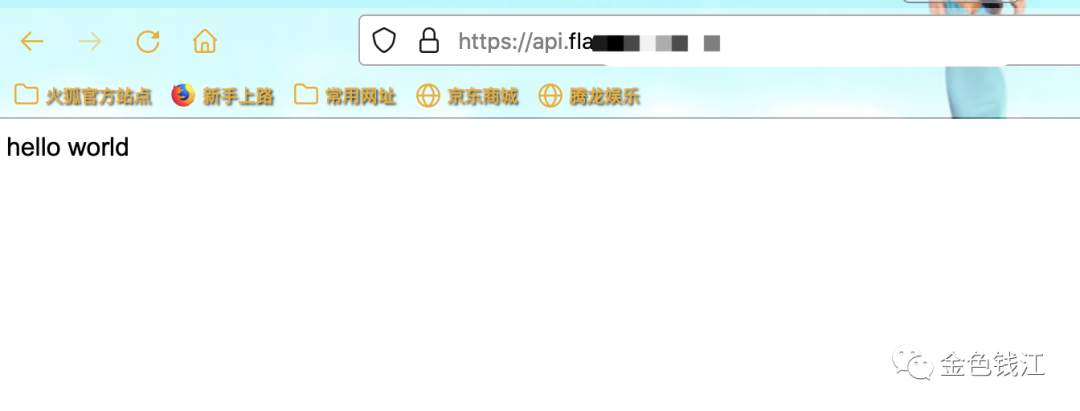 https://api.fla
火狐官方站点 新手上路 常用网址 京东商城 腾龙娱乐
hello world
金色钱江